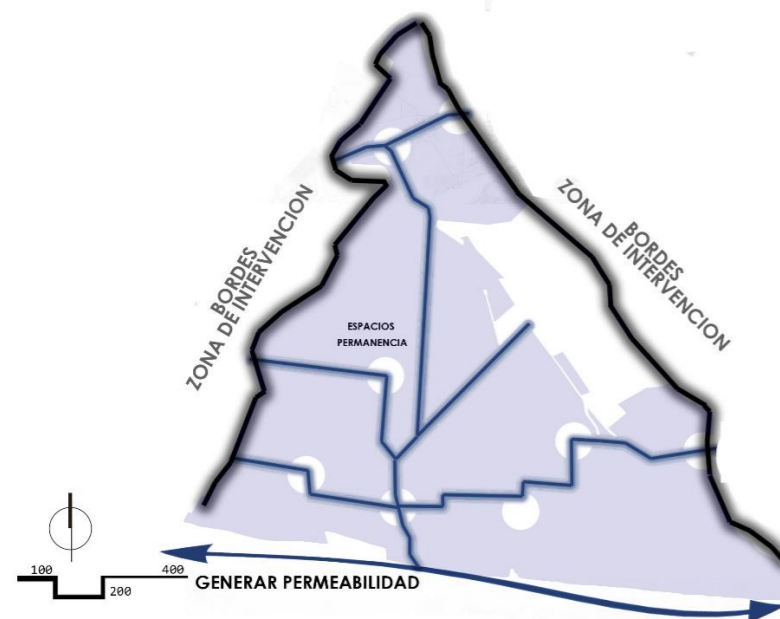 BORDES
ZONA DE INTERVENCION
BORDES
ZONA DE INTERVENCION
ESPACIOS
PERMANENCIA
100
400
200
GENERAR PERMEABILIDAD